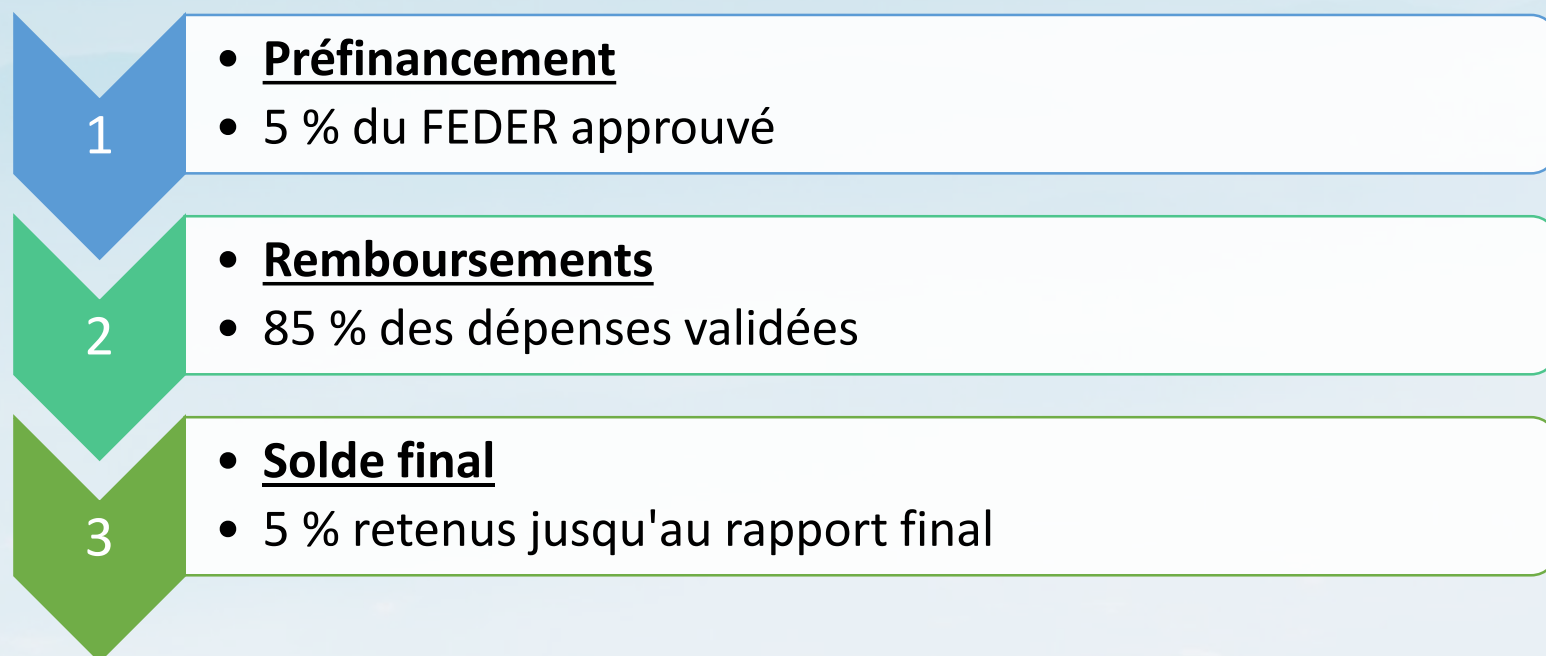 1
• Préfinancement
• 5 % du FEDER approuvé
2
• Remboursements
• 85 % des dépenses validées
3
• Solde final
• 5 % retenus jusqu'au rapport final